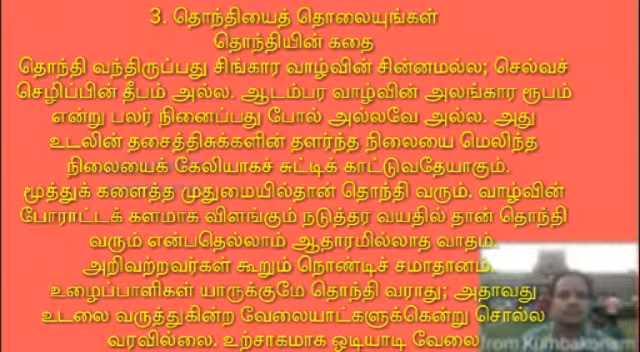 3. தொந்தியைத் தொலையுங்கள்
தொந்தியின் கதை
தொந்தி வந்திருப்பது சிங்கார வாழ்வின் சின்னமல்ல; செல்வச்
செழிப்பின் தீபம் அல்ல. ஆடம்பர வாழ்வின் அலங்கார ரூபம்
என்று பலர் நினைப்பது போல் அல்லவே அல்ல. அது
உடலின் தசைத்திசுக்களின் தளர்ந்த நிலையை மெலிந்த
நிலையைக் கேலியாகச் சுட்டிக் காட்டுவதேயாகும்.
மூத்துக் களைத்த முதுமையில்தான் தொந்தி வரும். வாழ்வின்
போராட்டக் களமாக விளங்கும் நடுத்தர வயதில் தான் தொந்தி
வரும் என்பதெல்லாம் ஆதாரமில்லாத வாதம்.
அறிவற்றவர்கள் கூறும் நொண்டிச் சமாதானம்.
உழைப்பாளிகள் யாருக்குமே தொந்தி வராது; அதாவது
உடலை வருத்துகின்ற வேலையாட்களுக்கென்று சொல்ல
வரவில்லை. உற்சாகமாக ஒடியாடி வேலை
from Kumbakonam